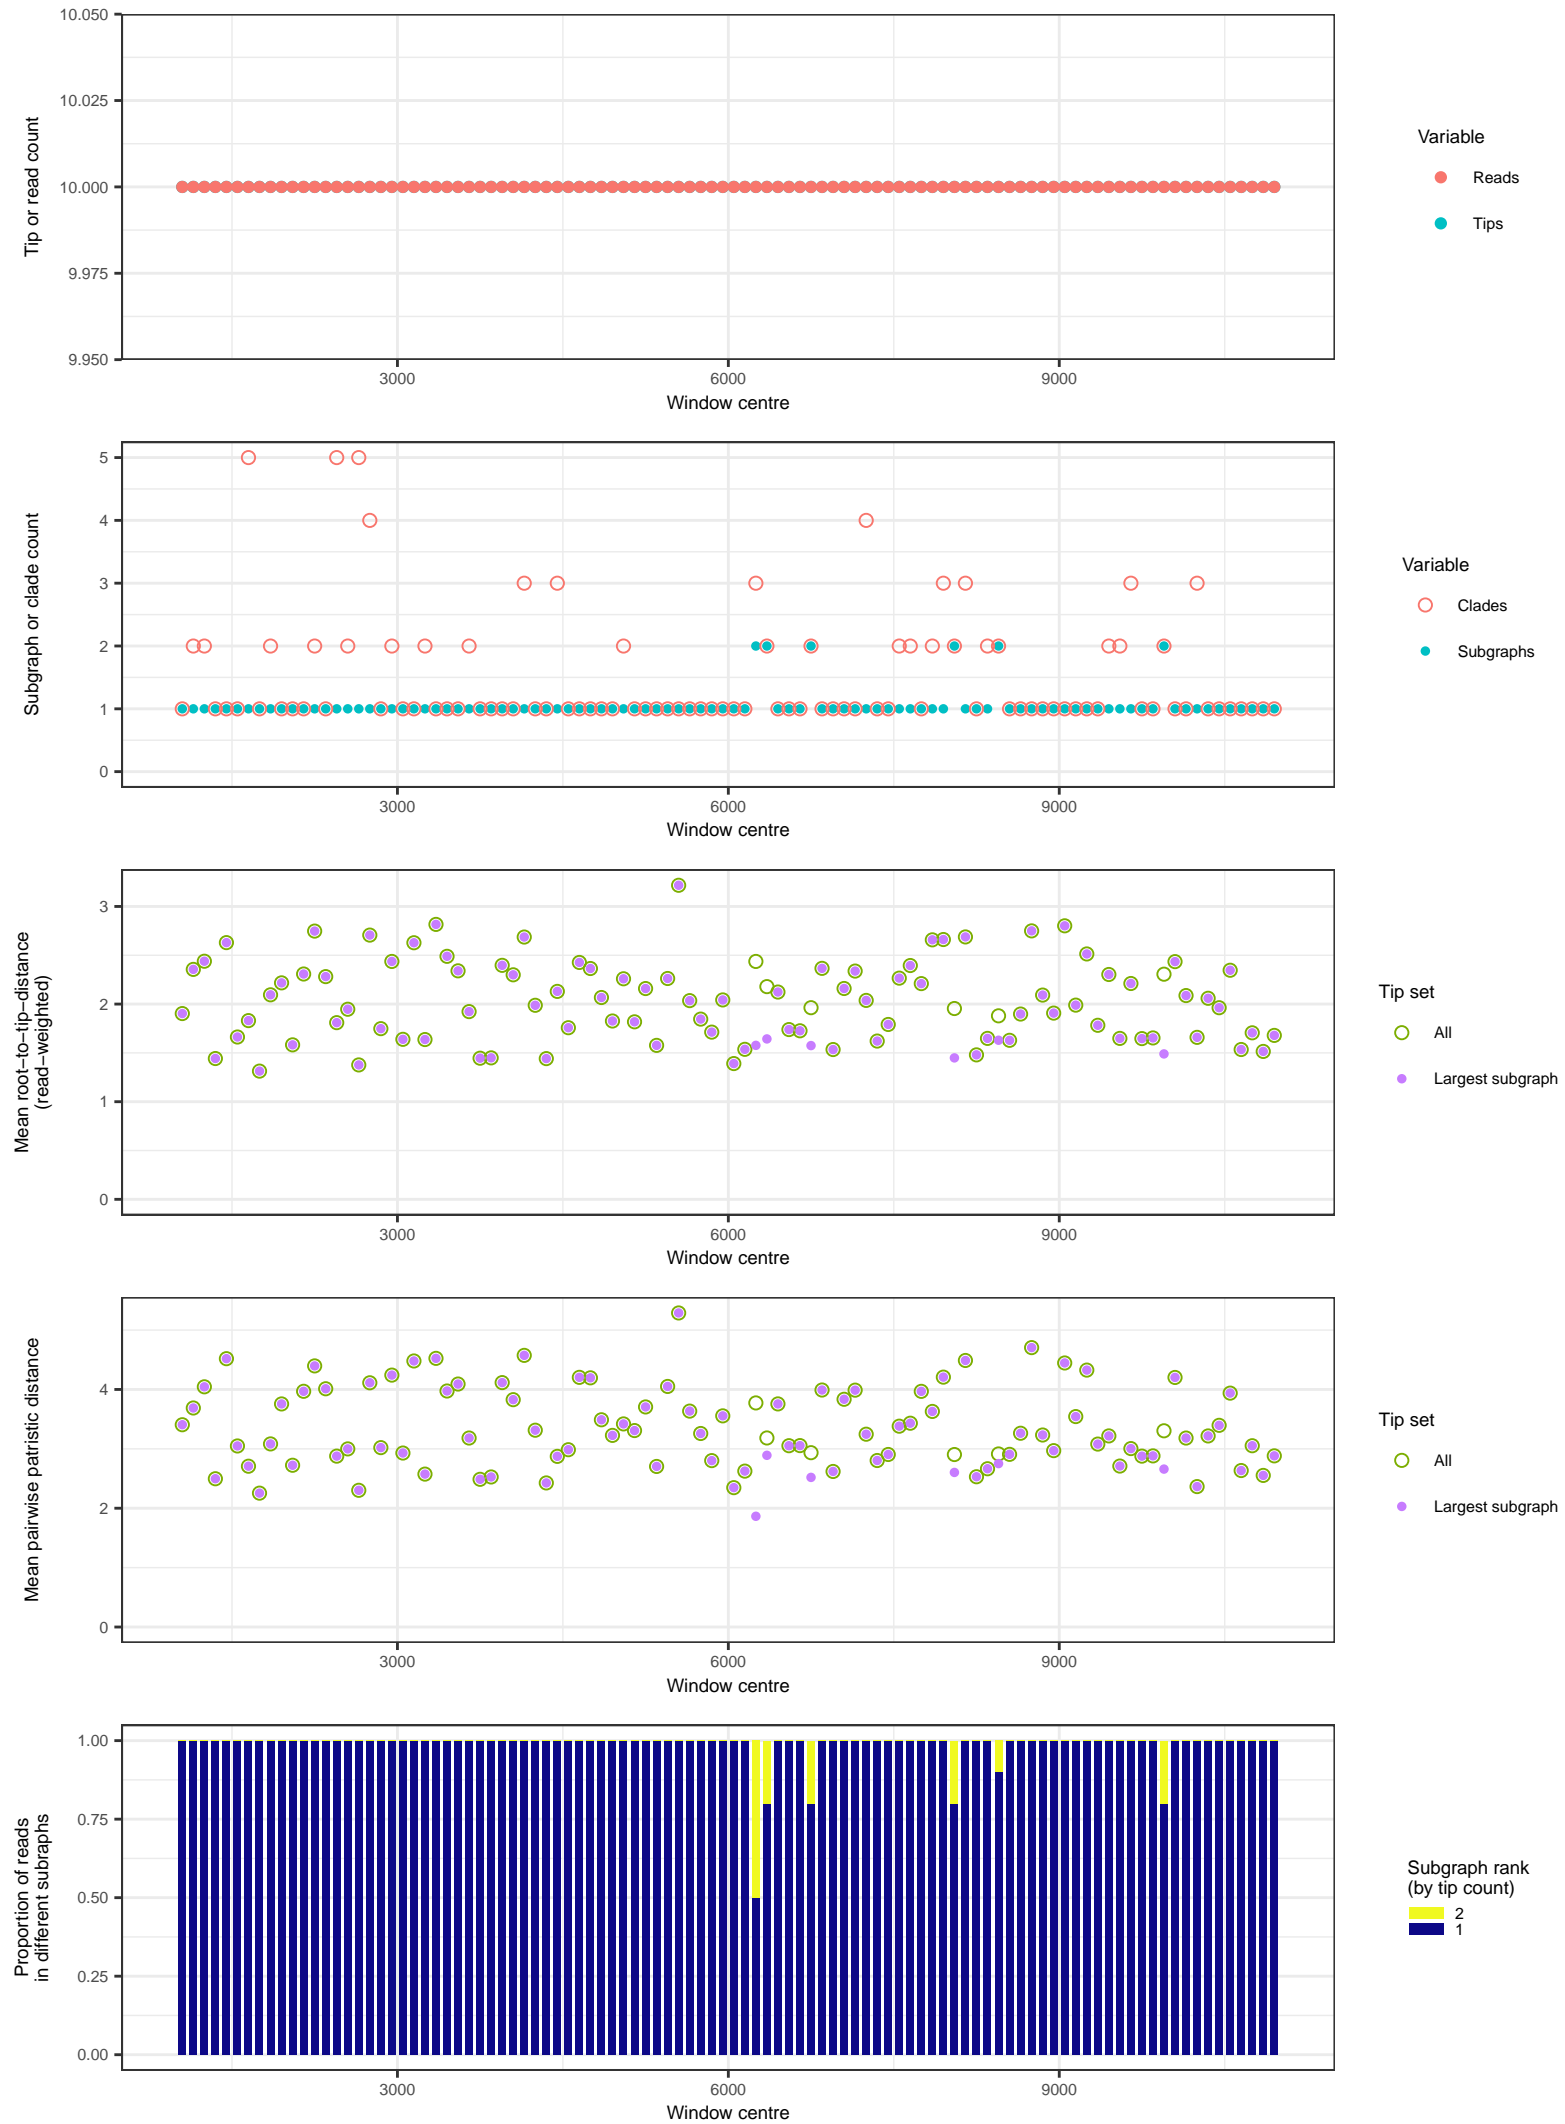 10.050
10.025
10.000
9.975
9.950
Tip or read count
3000
6000
9000
Window centre
Variable
Reads
Tips
5
4
3
2
1
0
Subgraph or clade count
3000
6000
9000
Window centre
Variable
Clades
Subgraphs
3
2
1
0
Mean root−to−tip−distance
(read−weighted)
3000
6000
9000
Window centre
Tip set
All
Largest subgraph
4
2
0
Mean pairwise patristic distance
3000
6000
9000
Window centre
Tip set
All
Largest subgraph
1.00
0.75
0.50
0.25
0.00
Proportion of reads
in different subraphs
3000
6000
9000
Window centre
Subgraph rank
(by tip count)
2
1